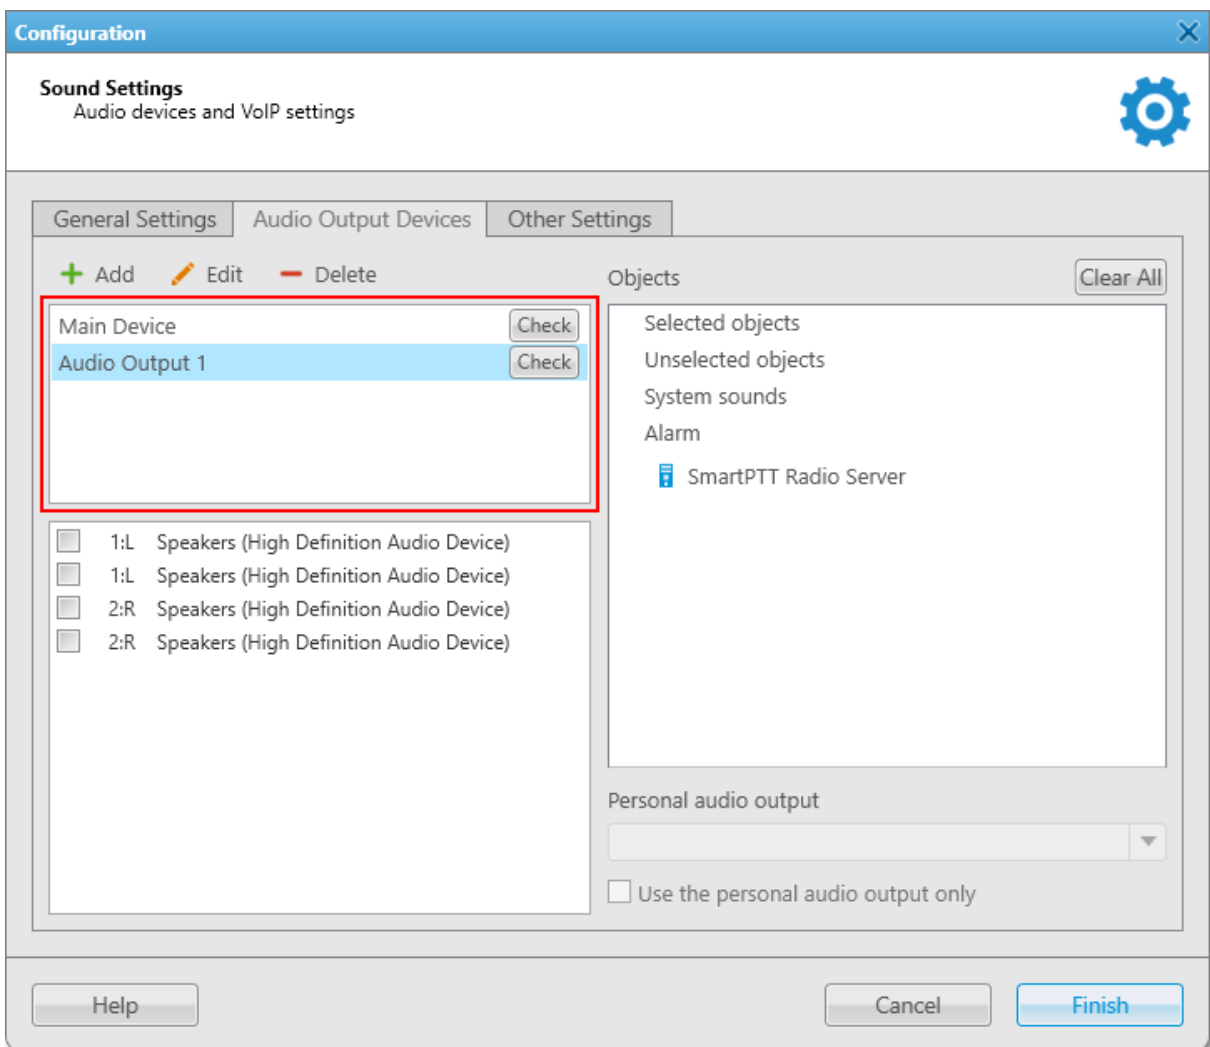 Configuration
Sound Settings
Audio devices and VoIP settings
General Settings
Audio Output Devices
Other Settings
Add
Edit
Delete
Main Device
Check
Audio Output 1
Check
1:L Speakers (High Definition Audio Device)
1:L Speakers (High Definition Audio Device)
2:R Speakers (High Definition Audio Device)
2:R Speakers (High Definition Audio Device)
Objects
Clear All
Selected objects
Unselected objects
System sounds
Alarm
SmartPTT Radio Server
Personal audio output
Use the personal audio output only
Help
Cancel
Finish